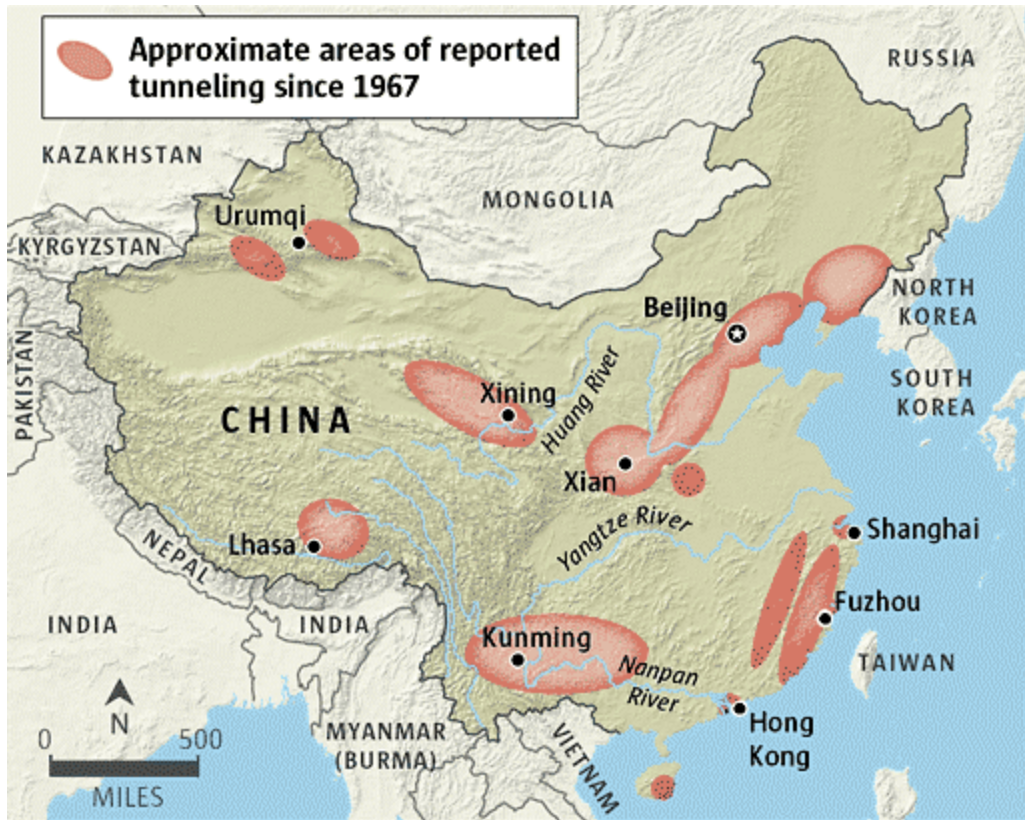 Approximate areas of reported
tunneling since 1967
RUSSIA
KAZAKHSTAN
MONGOLIA
Urumqi
KYRGYZSTAN
Beijing
NORTH
KOREA
PAKISTAN
Xining
Huang River
SOUTH
KOREA
CHINA
Xian
Yangtze River
Shanghai
Lhasa
NEPAL
Fuzhou
INDIA
INDIA
Kunming
Nanpan
River
TAIWAN
N
0 500
MILES
MYANMAR
(BURMA)
VIETNAM
Hong
Kong